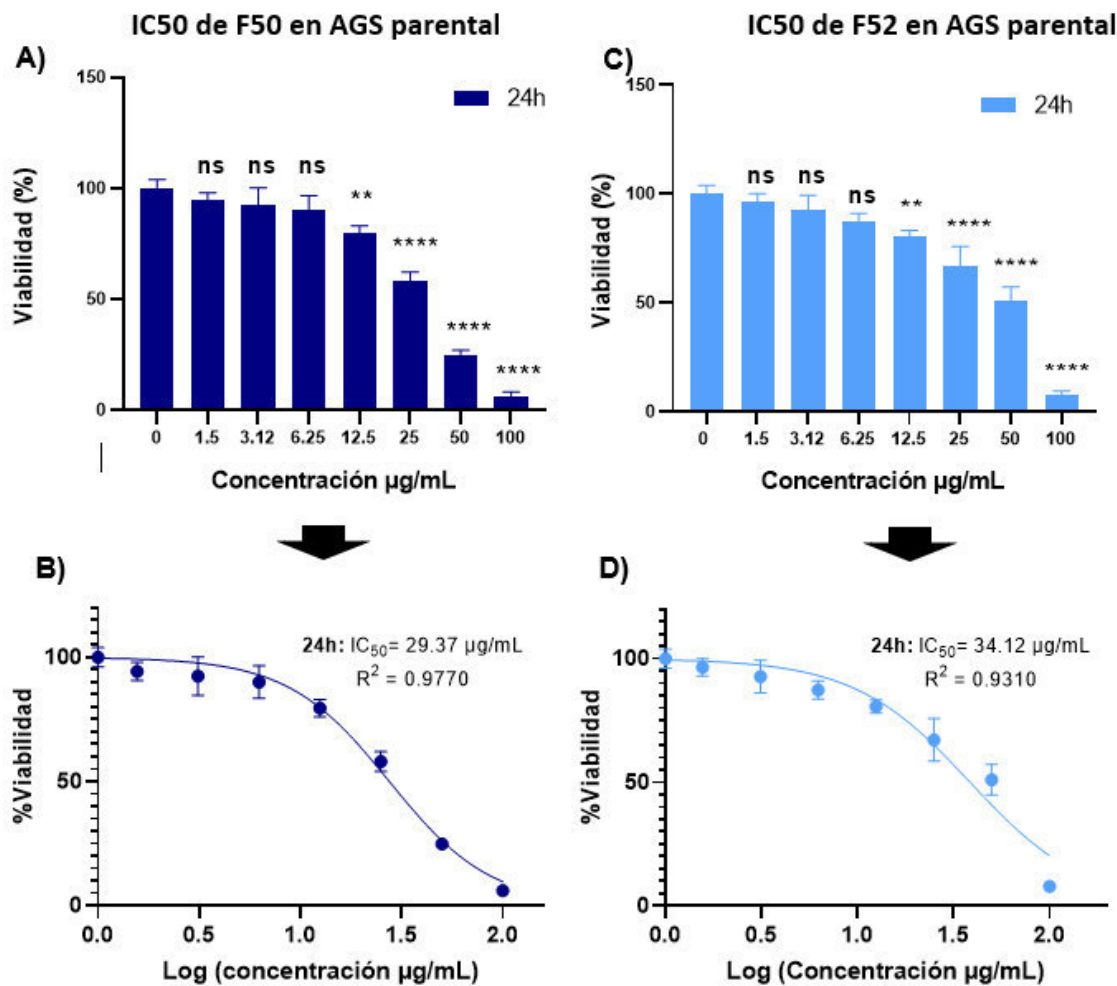 IC50 de F50 en AGS parental
A)
150
100
50
0
Viabilidad (%)
24h
ns ns ns ** **** **** ****
0 1.5 3.12 6.25 12.5 25 50 100
Concentración µg/mL
IC50 de F52 en AGS parental
C)
150
100
50
0
Viabilidad (%)
24h
ns ns ns ** **** **** ****
0 1.5 3.12 6.25 12.5 25 50 100
Concentración µg/mL
B)
100
50
0
%Viabilidad
24h: IC50= 29.37 µg/mL
R2 = 0.9770
0.0 0.5 1.0 1.5 2.0
Log (concentración µg/mL)
D)
100
50
0
%Viabilidad
24h: IC50= 34.12 µg/mL
R2 = 0.9310
0.0 0.5 1.0 1.5 2.0
Log (Concentración µg/mL)